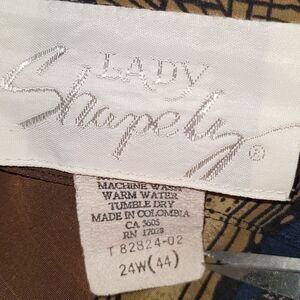 LADY
Shapely ®
MACHINE WASH
WARM WATER
TUMBLE DRY
MADE IN COLOMBIA
CA 3605
RN 17023
T 82824-02
24W(44)